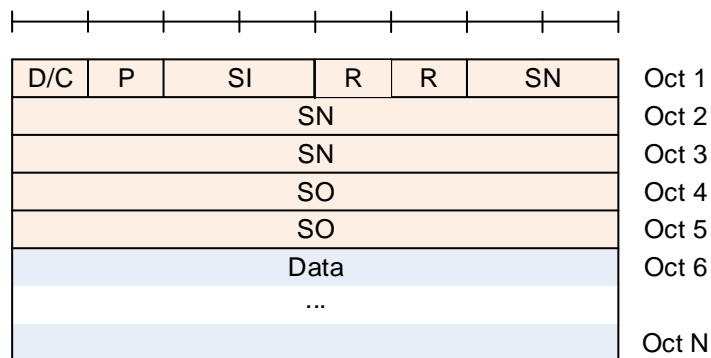 D/C P SI R R SN Oct 1
SN Oct 2
SN Oct 3
SO Oct 4
SO Oct 5
Data Oct 6
...
Oct N